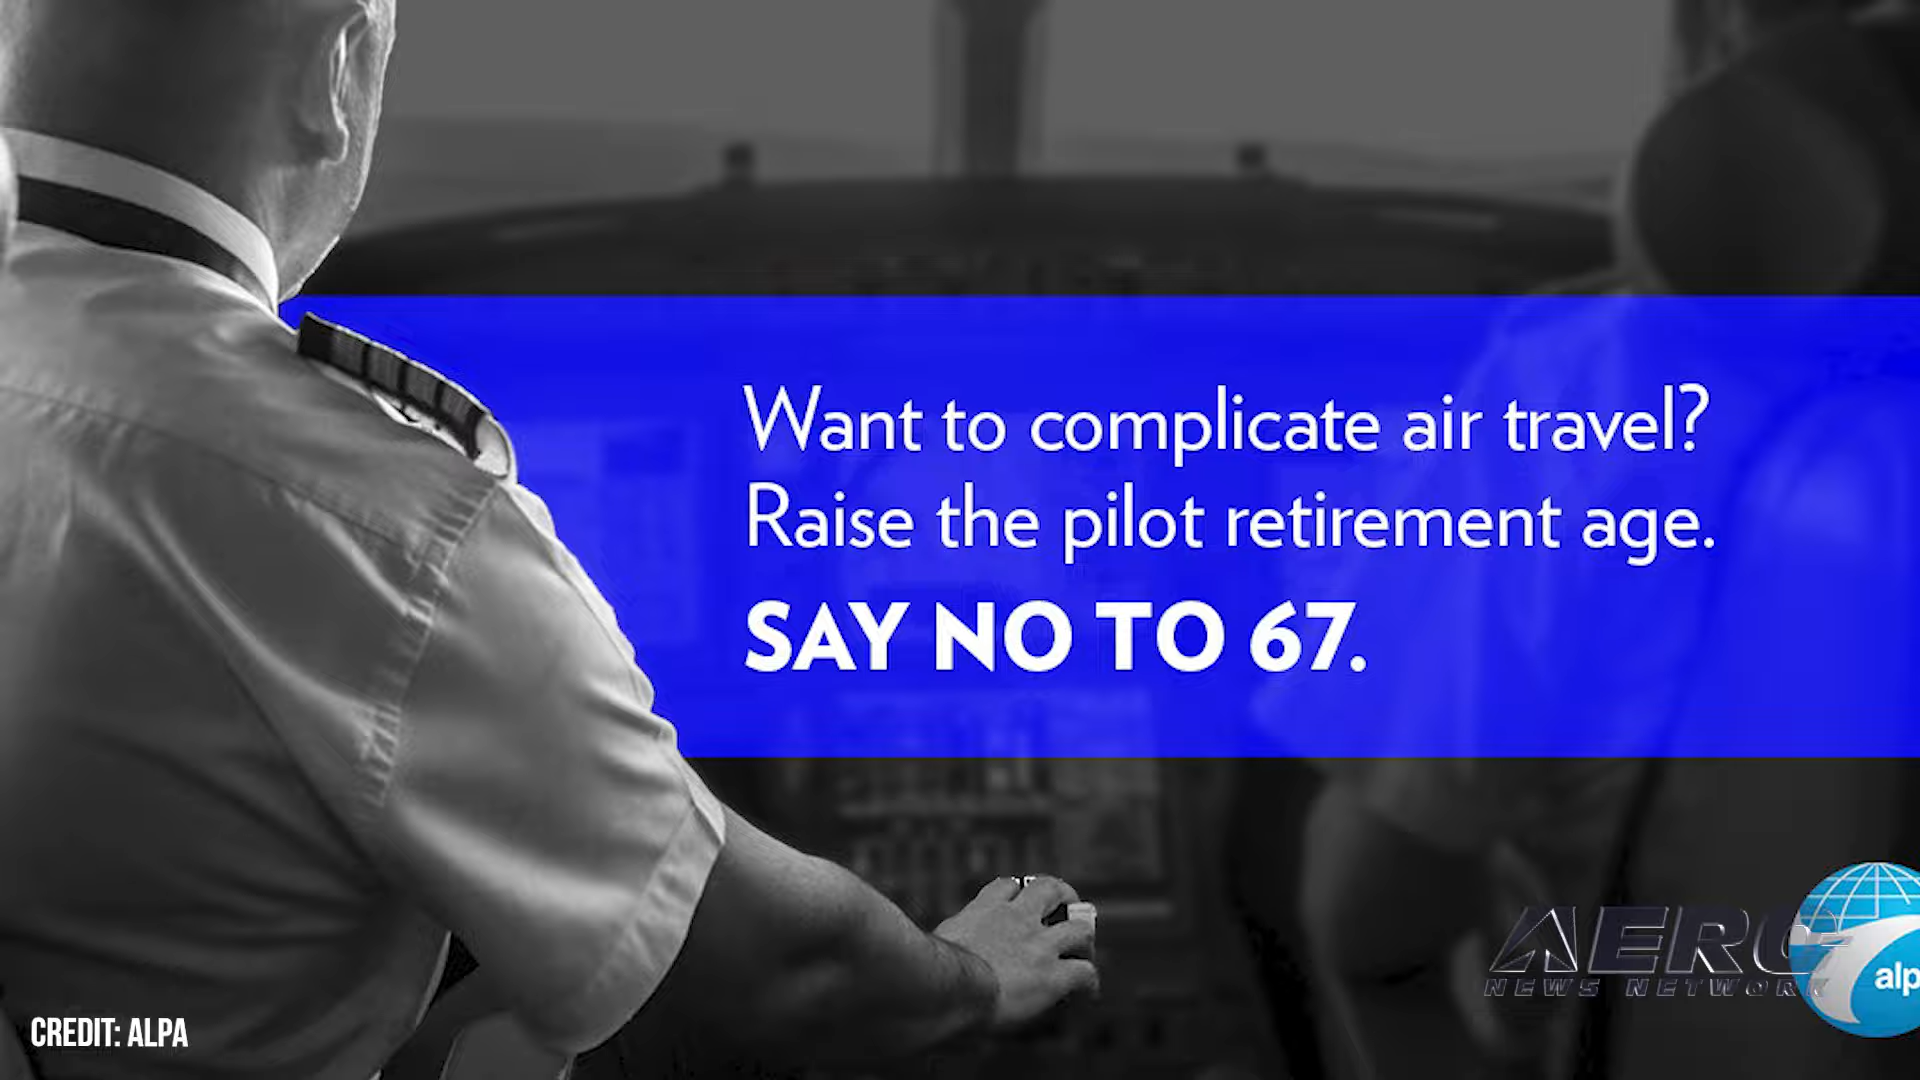 Want to complicate air travel?
Raise the pilot retirement age.
SAY NO TO 67.
AERO
NEWS NETWORK
alp
CREDIT: ALPA